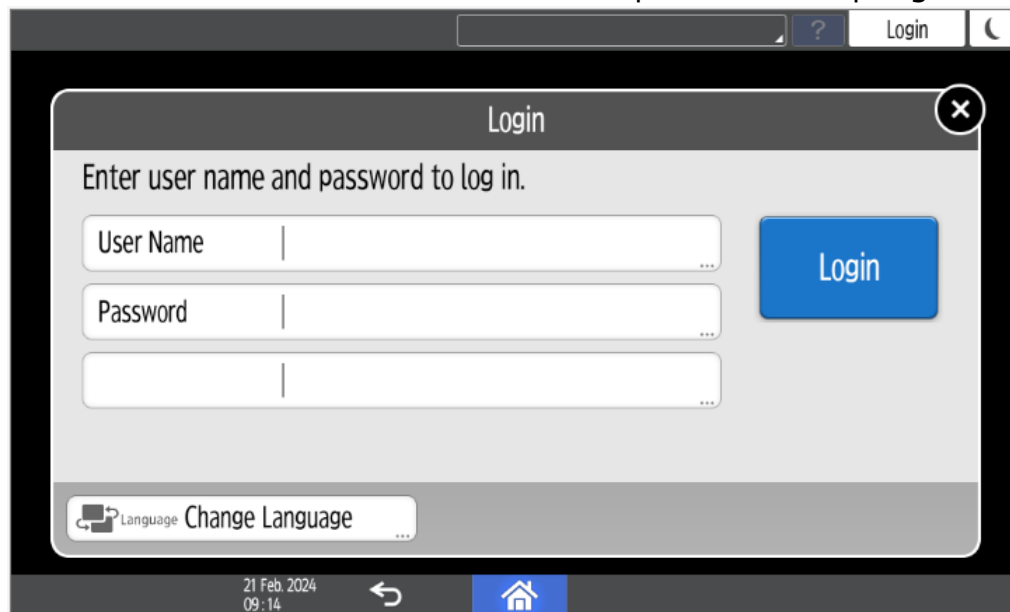 ? Login
Login
Enter user name and password to log in.
User Name
...
Login
Password
...
...
Language Change Language
...
21 Feb. 2024
09:14